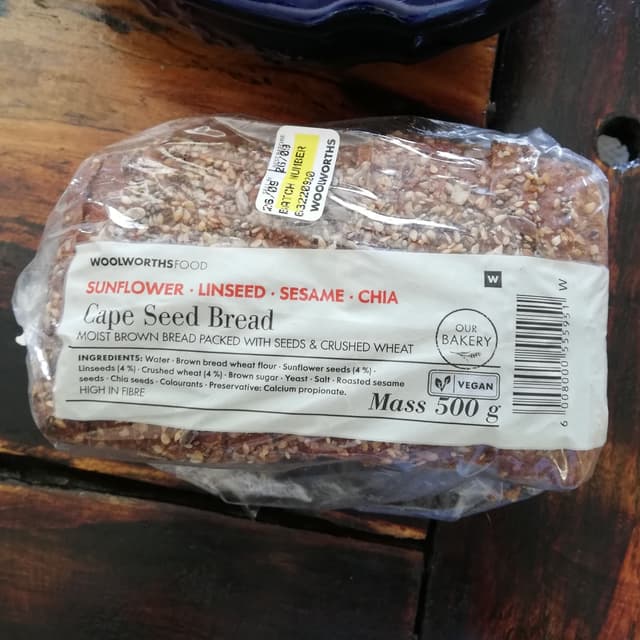 26/09 26/09
BATCH NUMBER
63220920
WOOLWORTHS
WOOLWORTHSFOOD
W
SUNFLOWER · LINSEED · SESAME · CHIA
Cape Seed Bread
MOIST BROWN BREAD PACKED WITH SEEDS & CRUSHED WHEAT
OUR
BAKERY
INGREDIENTS: Water · Brown bread wheat flour · Sunflower seeds (4 %) ·
Linseeds (4 %) · Crushed wheat (4 %) · Brown sugar · Yeast · Salt · Roasted sesame
seeds · Chia seeds · Colourants · Preservative: Calcium propionate.
HIGH IN FIBRE
VEGAN
Mass 500 g
W
6 008000 555951